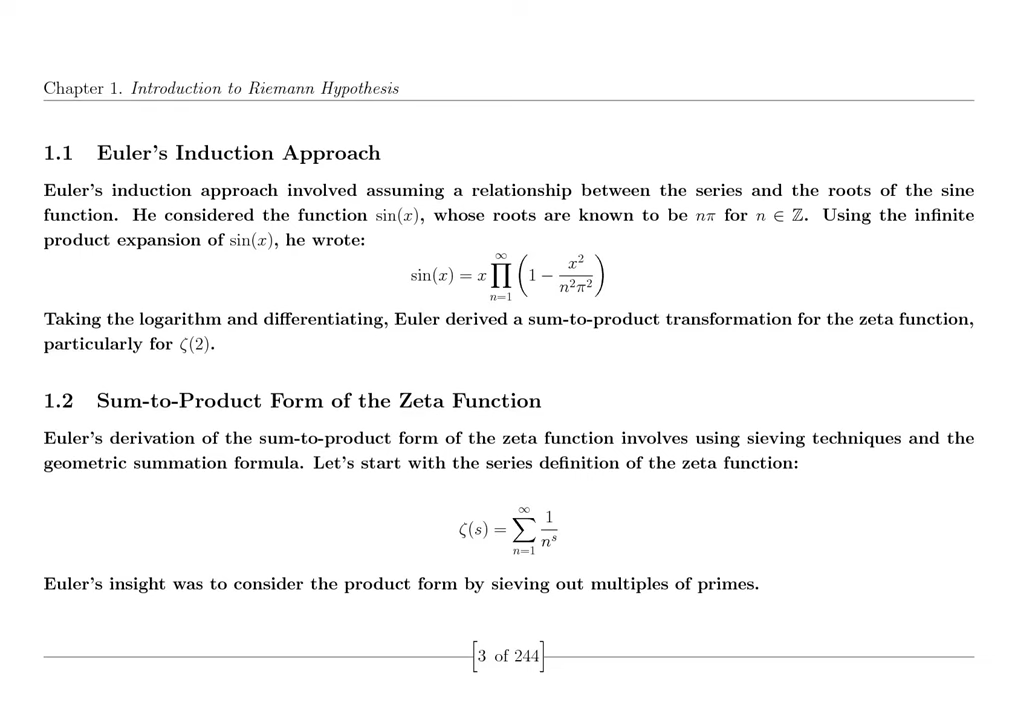 Chapter 1. Introduction to Riemann Hypothesis
1.1 Euler's Induction Approach
Euler's induction approach involved assuming a relationship between the series and the roots of the sine
function. He considered the function sin(x), whose roots are known to be nπ for n ∈ ℤ. Using the infinite
product expansion of sin(x), he wrote:
sin(x) = x ∏_{n=1}^{∞} (1 − x²/(n²π²))
Taking the logarithm and differentiating, Euler derived a sum-to-product transformation for the zeta function,
particularly for ζ(2).
1.2 Sum-to-Product Form of the Zeta Function
Euler's derivation of the sum-to-product form of the zeta function involves using sieving techniques and the
geometric summation formula. Let's start with the series definition of the zeta function:
ζ(s) = ∑_{n=1}^{∞} 1/n^s
Euler's insight was to consider the product form by sieving out multiples of primes.
[3 of 244]